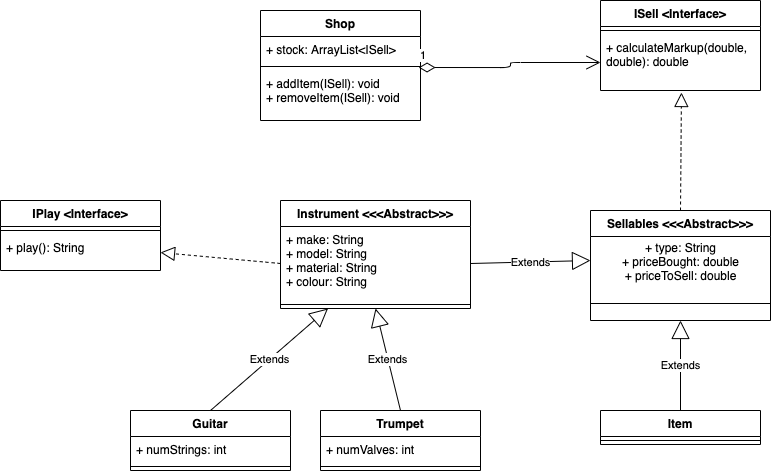 Shop
+ stock: ArrayList<ISell>
+ addItem(ISell): void
+ removeItem(ISell): void
1
ISell <Interface>
+ calculateMarkup(double,
double): double
IPlay <Interface>
+ play(): String
Instrument <<<Abstract>>>
+ make: String
+ model: String
+ material: String
+ colour: String
Extends
Sellables <<<Abstract>>>
+ type: String
+ priceBought: double
+ priceToSell: double
Extends
Extends
Extends
Guitar
+ numStrings: int
Trumpet
+ numValves: int
Item